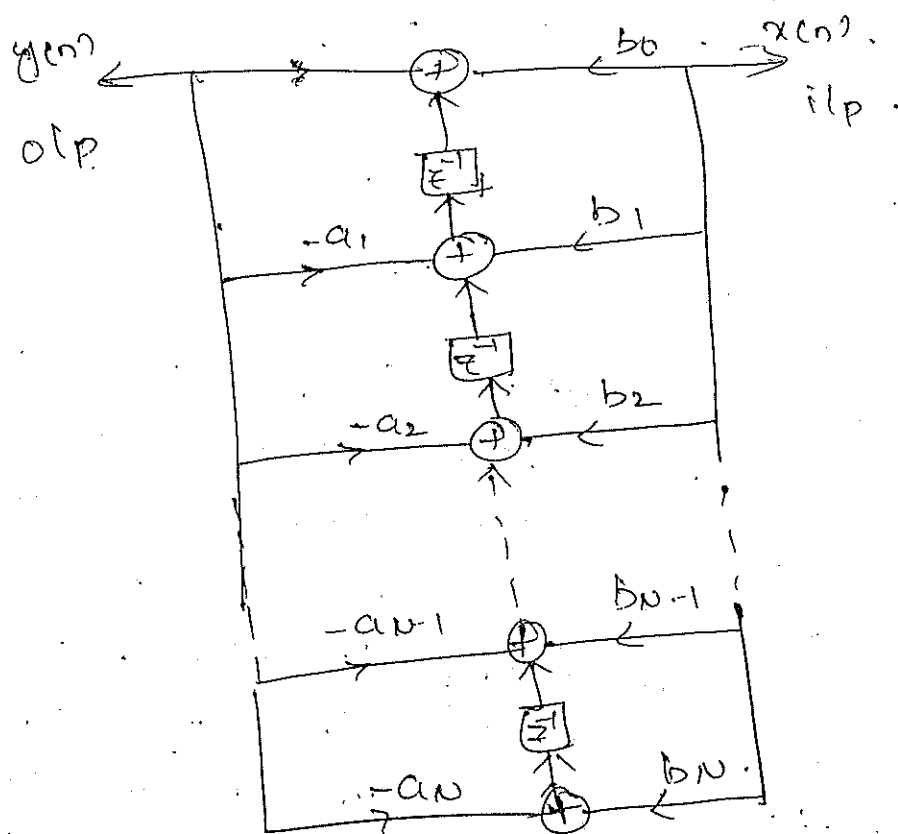 y(n) b0 x(n).
o/p i/p.
+
z^-1
-a1 + b1
z^-1
-a2 + b2
-aN-1 + bN-1
z^-1
-aN + bN.